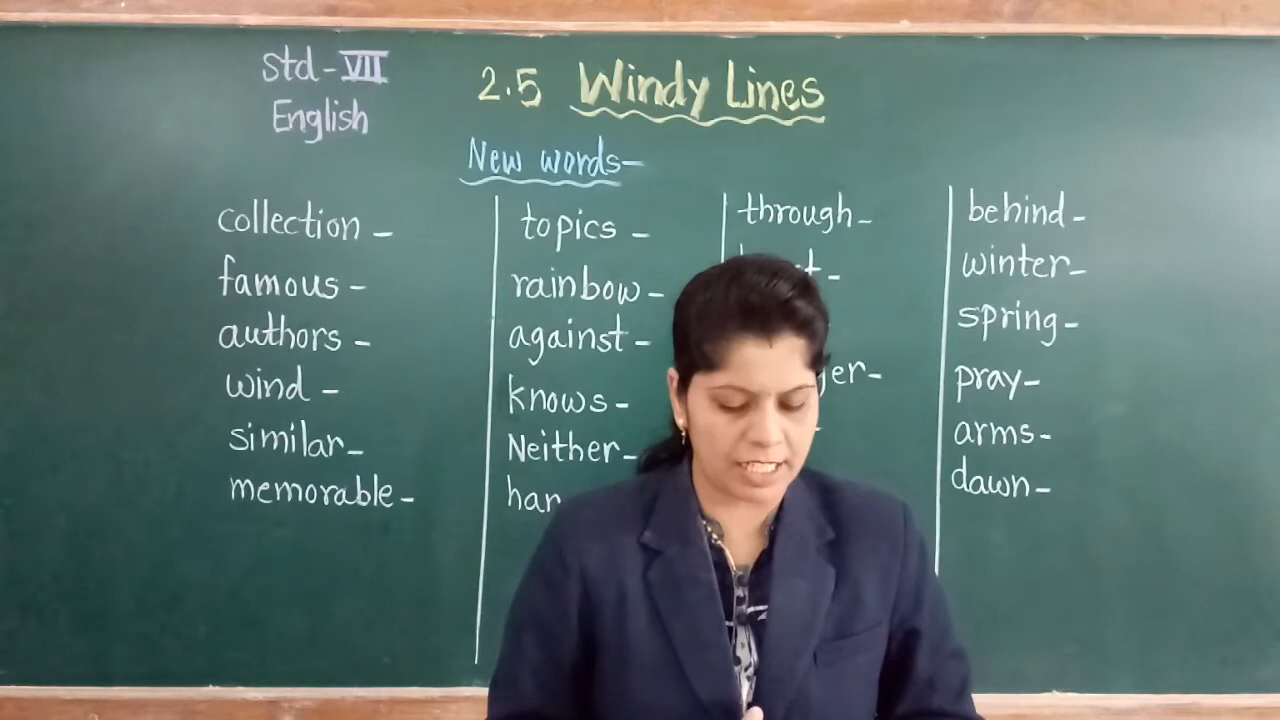 std-VII
English
2.5 Windy Lines
New words-
collection -
famous -
authors -
wind -
similar -
memorable -
topics -
rainbow -
against -
knows -
Neither -
through -
behind -
winter -
spring -
pray -
arms -
dawn -